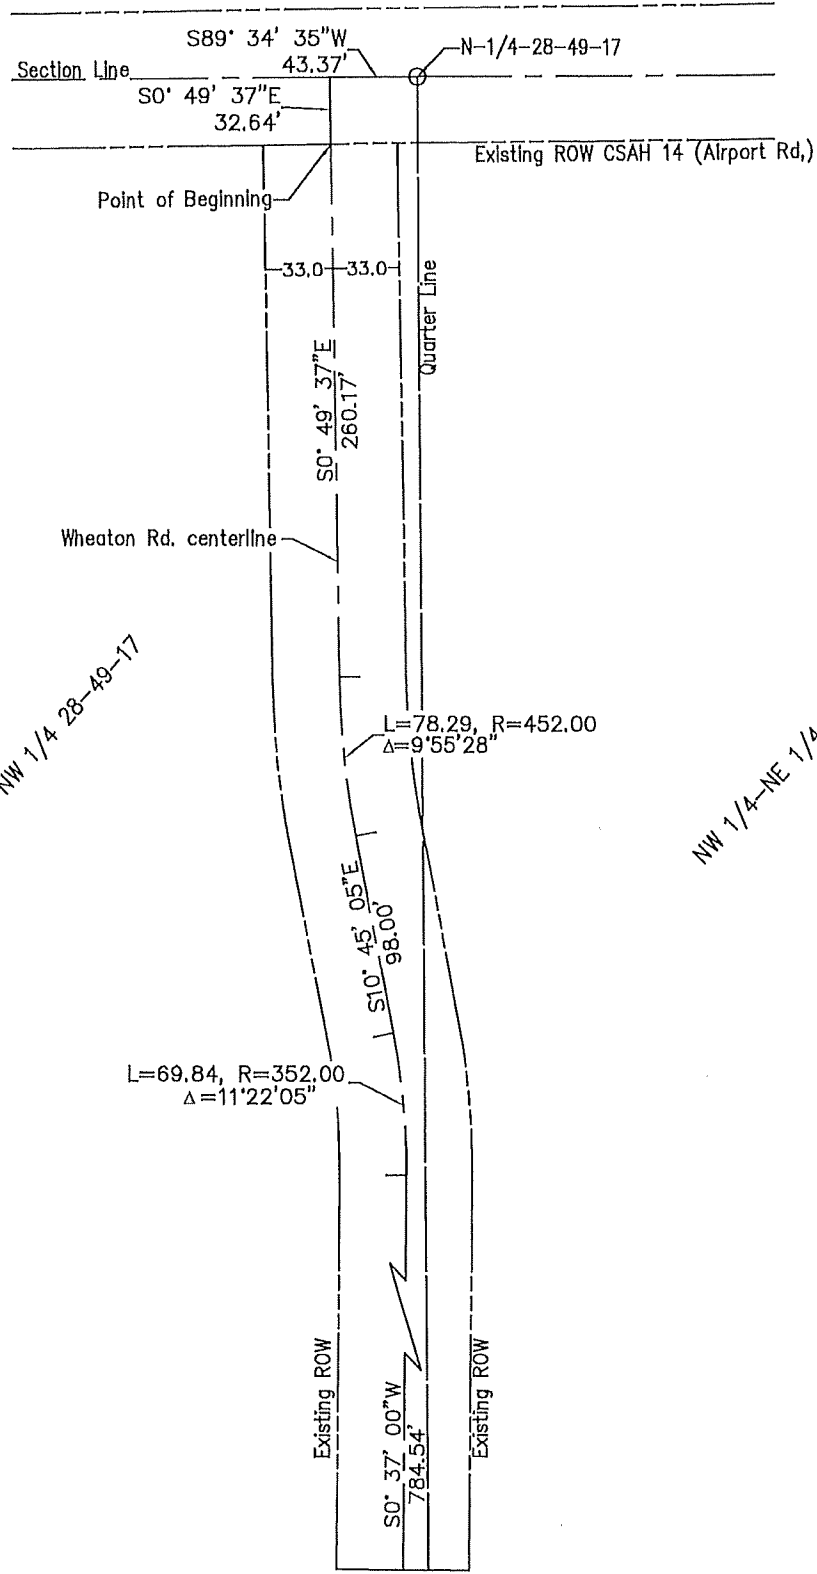 S89° 34' 35"W
43.37'
N-1/4-28-49-17
Section Line
S0° 49' 37"E
32.64'
Existing ROW CSAH 14 (Airport Rd.)
Point of Beginning
33.0
33.0
Quarter Line
S0° 49' 37"E
260.17'
Wheaton Rd. centerline
NW 1/4 28-49-17
L=78.29, R=452.00
Δ=9°55'28"
NW 1/4-NE 1/4
S10° 45' 05"E
98.00'
L=69.84, R=352.00
Δ=11°22'05"
Existing ROW
S0° 37' 00"W
784.54'
Existing ROW